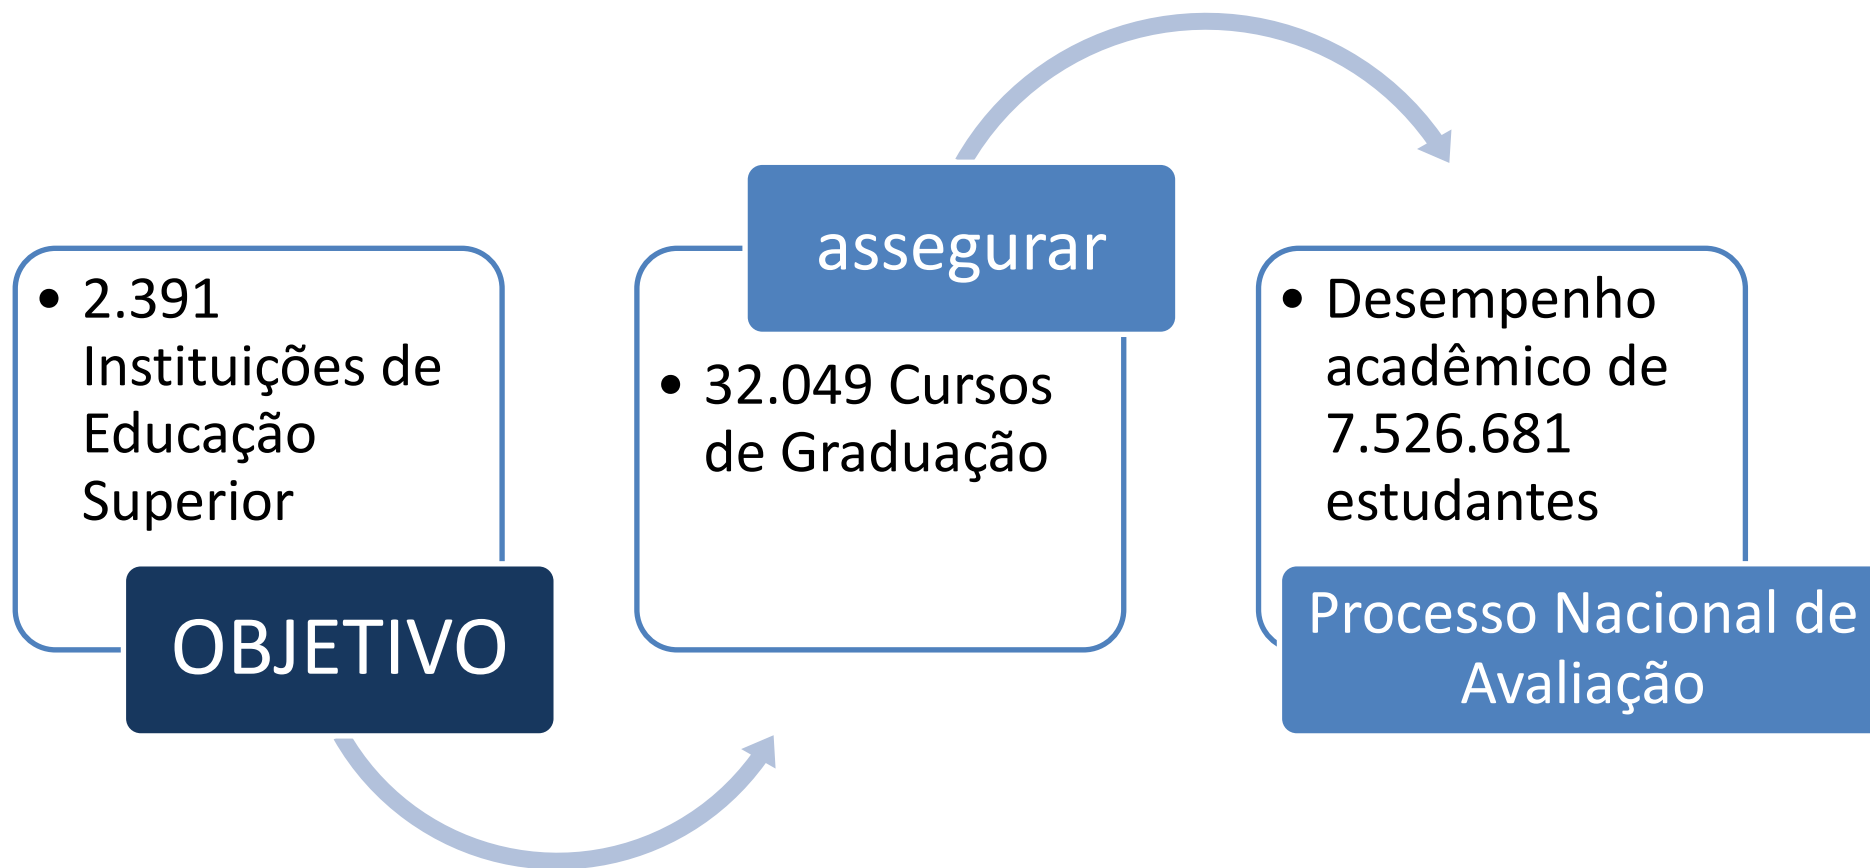 • 2.391
Instituições de
Educação
Superior
OBJETIVO
assegurar
• 32.049 Cursos
de Graduação
• Desempenho
acadêmico de
7.526.681
estudantes
Processo Nacional de
Avaliação